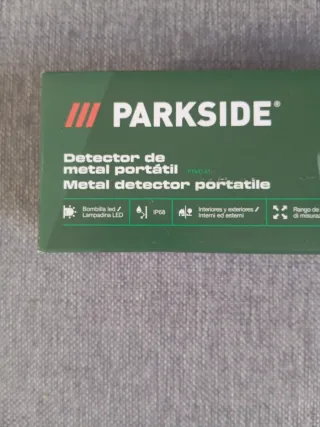 /// PARKSIDE®
Detector de
metal portátil
Metal detector portatile
Bombilla led /
Lampadina LED
IP68
Interiores y exteriores /
Interni ed esterni
Rango de
di misura